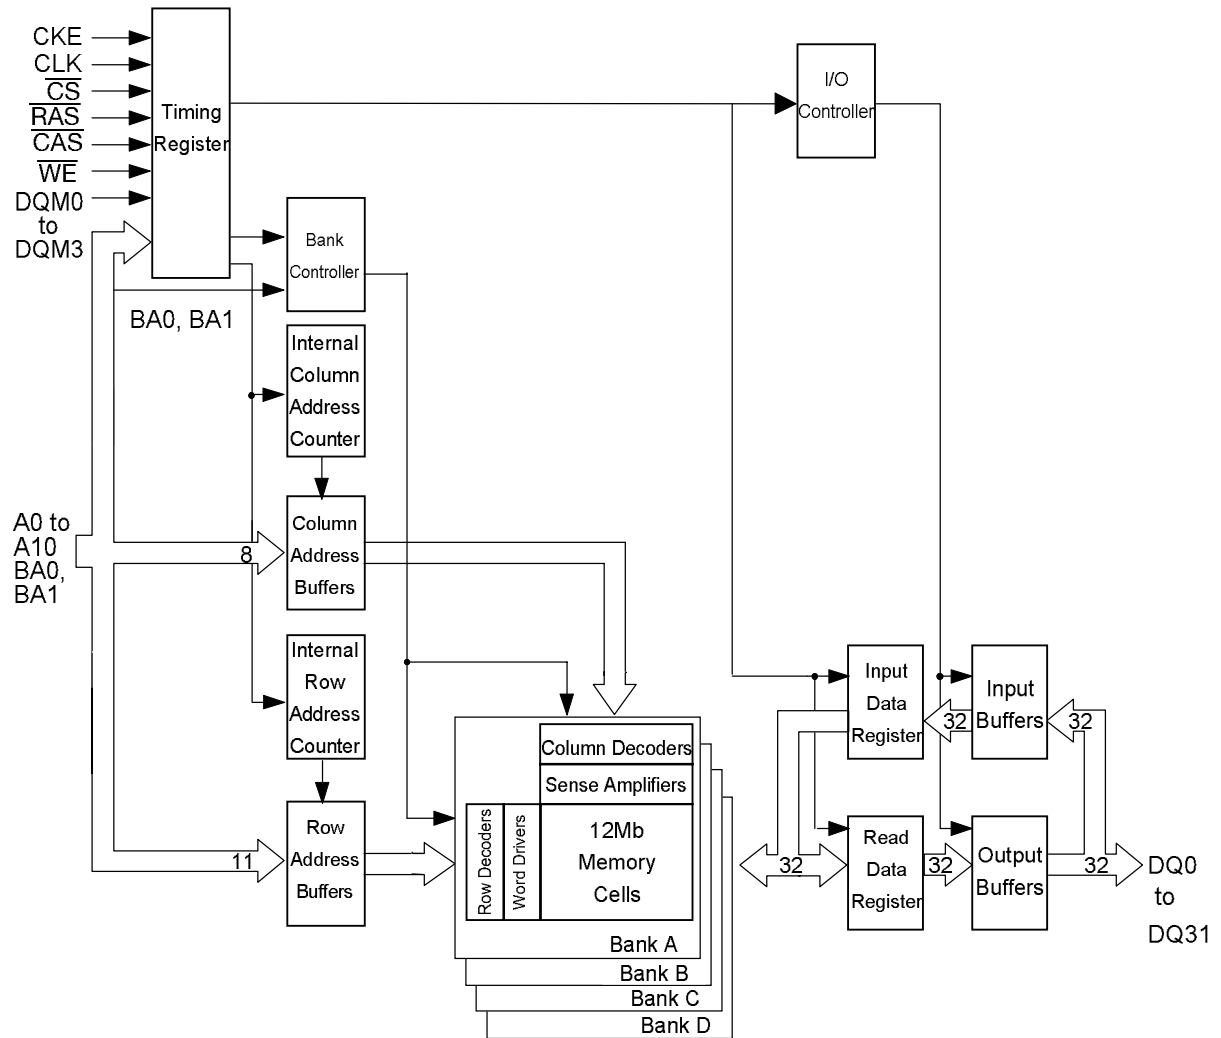 CKE
CLK
CS
RAS
CAS
WE
DQM0
to
DQM3
Timing
Register
I/O
Controller
Bank
Controller
BA0, BA1
Internal
Column
Address
Counter
A0 to
A10
BA0,
BA1
8
Column
Address
Buffers
Internal
Row
Address
Counter
11
Row
Address
Buffers
Column Decoders
Sense Amplifiers
Row Decoders
Word Drivers
12Mb
Memory
Cells
Bank A
Bank B
Bank C
Bank D
Input
Data
Register
32
Input
Buffers
32
32
Read
Data
Register
32
Output
Buffers
32
DQ0
to
DQ31